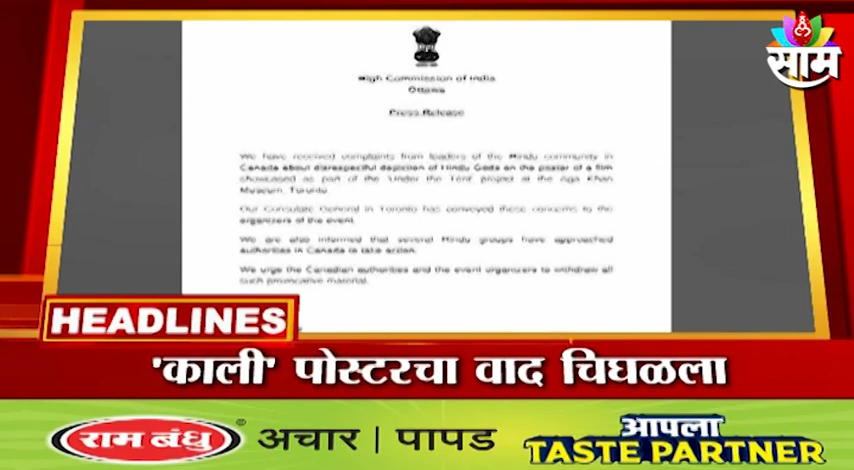 साम
High Commission of India
Ottawa
Press Release
We have received complaints from leaders of the Hindu community in
Canada about disrespectful depiction of Hindu Gods on the poster of a film
showcased as part of the 'Under the Tent' project at the Aga Khan
Museum, Toronto.
Our Consulate General in Toronto has conveyed these concerns to the
organizers of the event.
We are also informed that several Hindu groups have approached
authorities in Canada to take action.
We urge the Canadian authorities and the event organizers to withdraw all
such provocative material.
HEADLINES
'काली' पोस्टरचा वाद चिघळला
राम बंधु
अचार | पापड
आपला
TASTE PARTNER